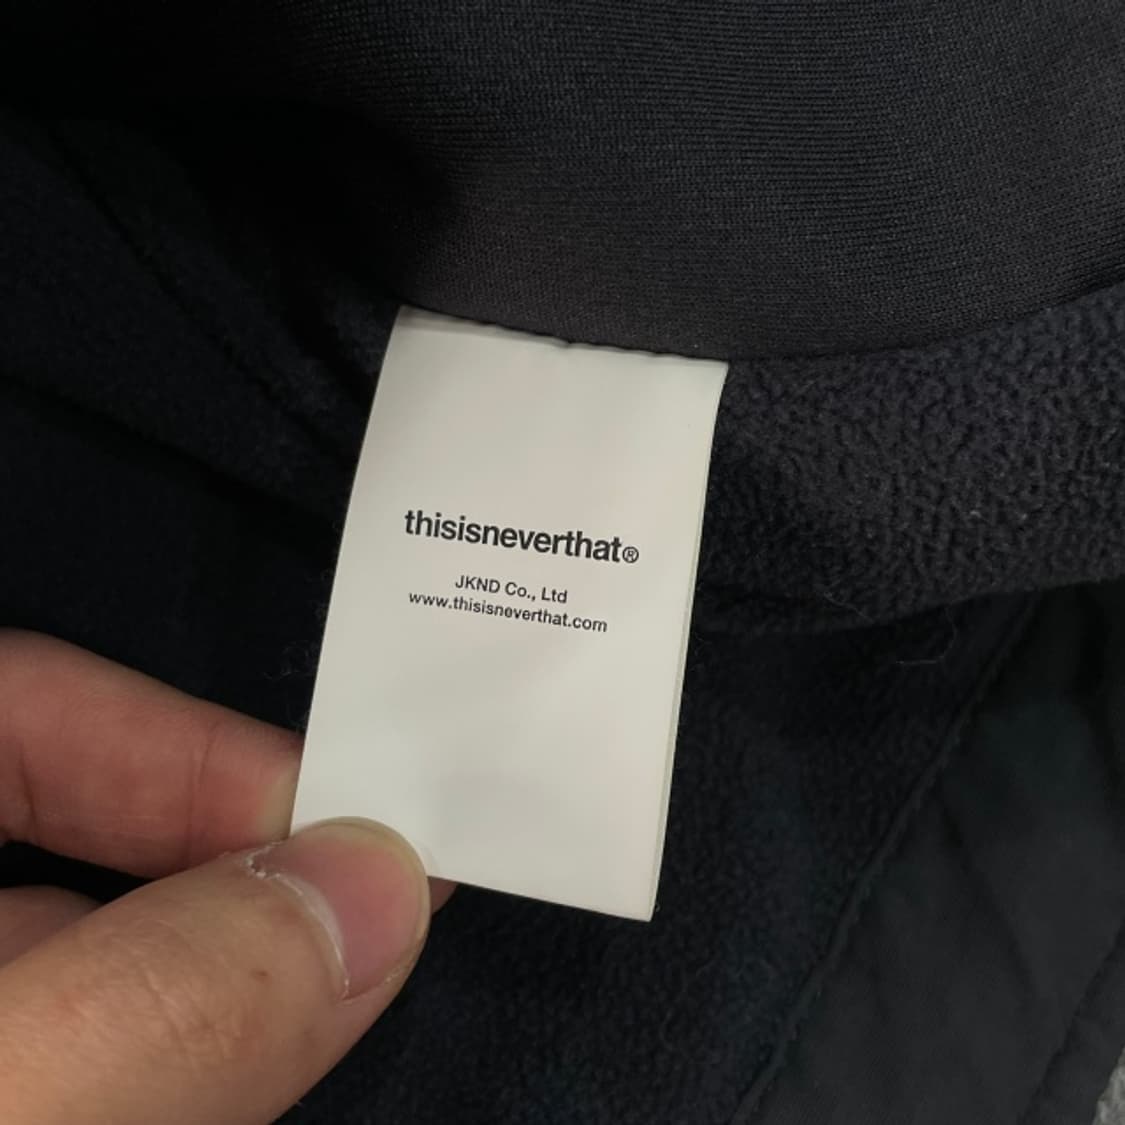 thisisneverthat®
JKND Co., Ltd
www.thisisneverthat.com